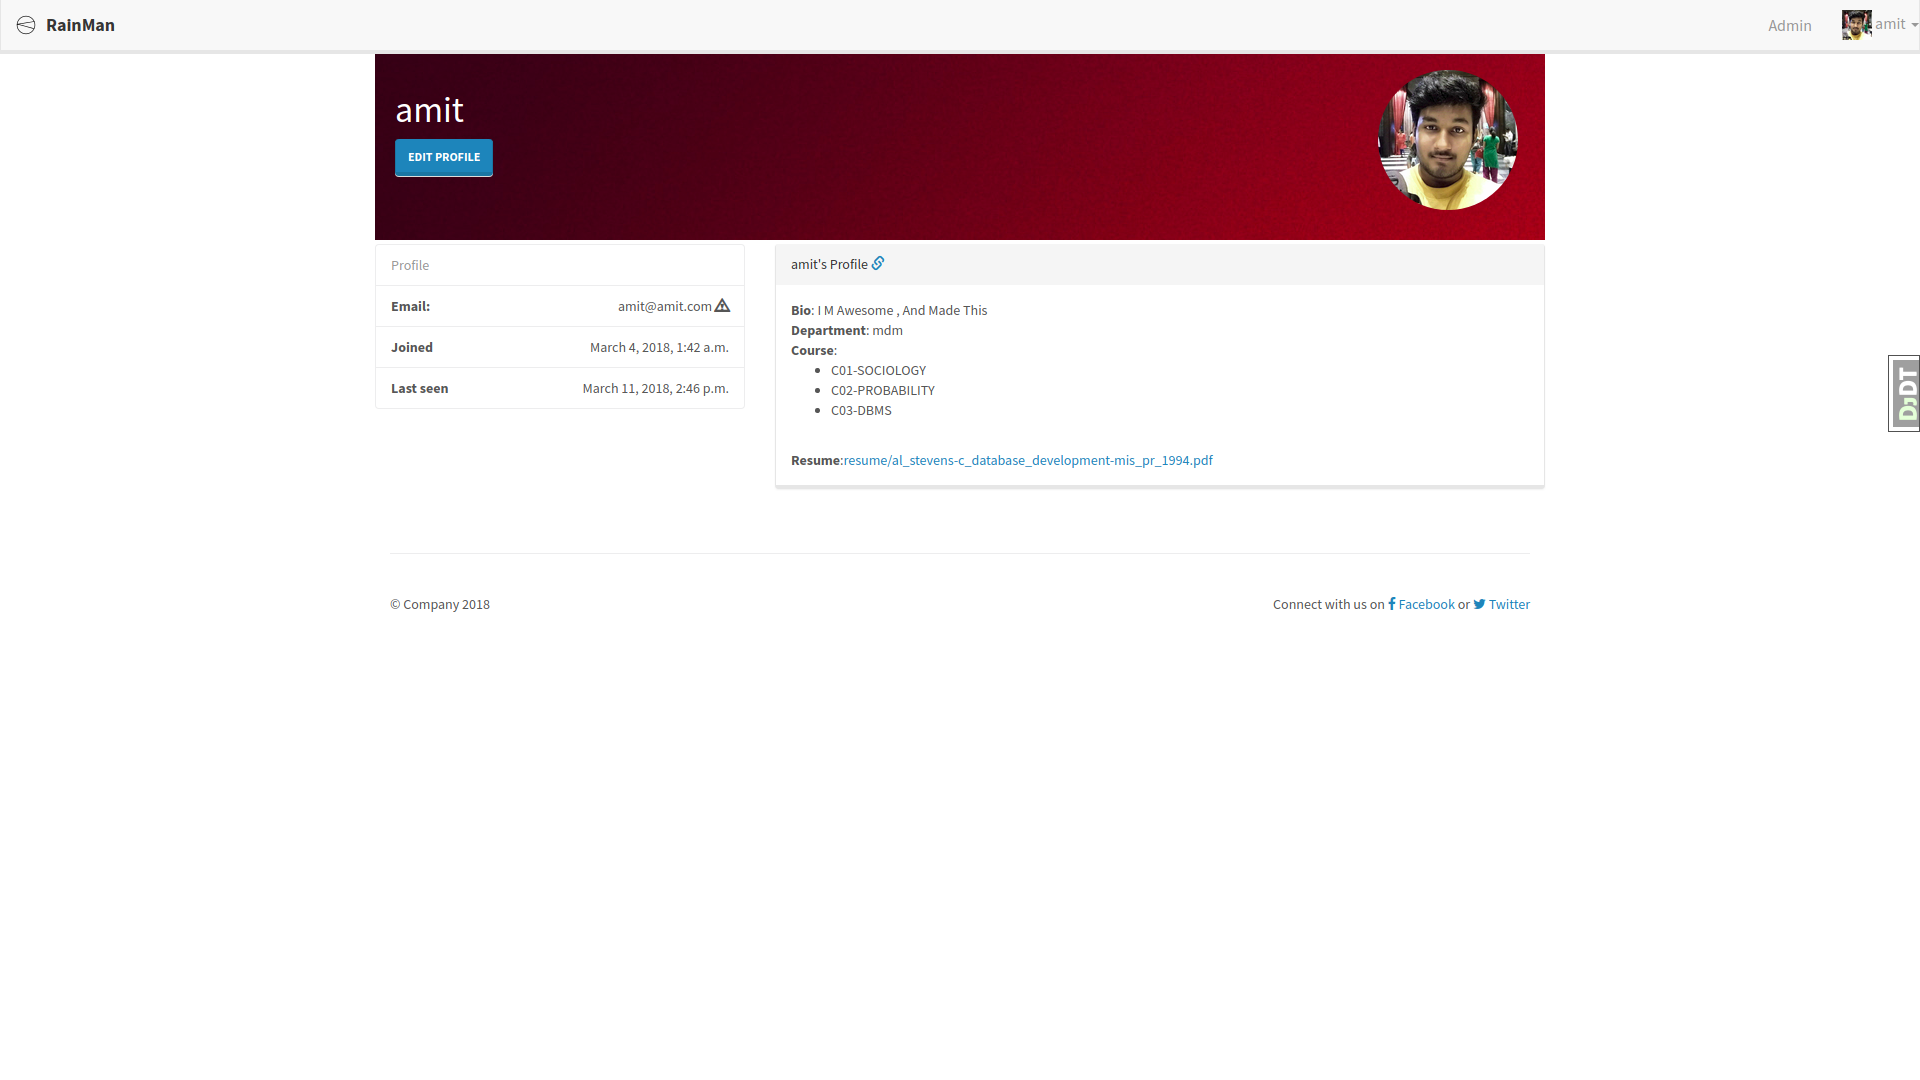 RainMan
Admin
amit
amit
EDIT PROFILE
Profile
Email: amit@amit.com
Joined March 4, 2018, 1:42 a.m.
Last seen March 11, 2018, 2:46 p.m.
amit's Profile
Bio: I M Awesome , And Made This
Department: mdm
Course:
C01-SOCIOLOGY
C02-PROBABILITY
C03-DBMS
Resume:resume/al_stevens-c_database_development-mis_pr_1994.pdf
DJDT
© Company 2018
Connect with us on Facebook or Twitter